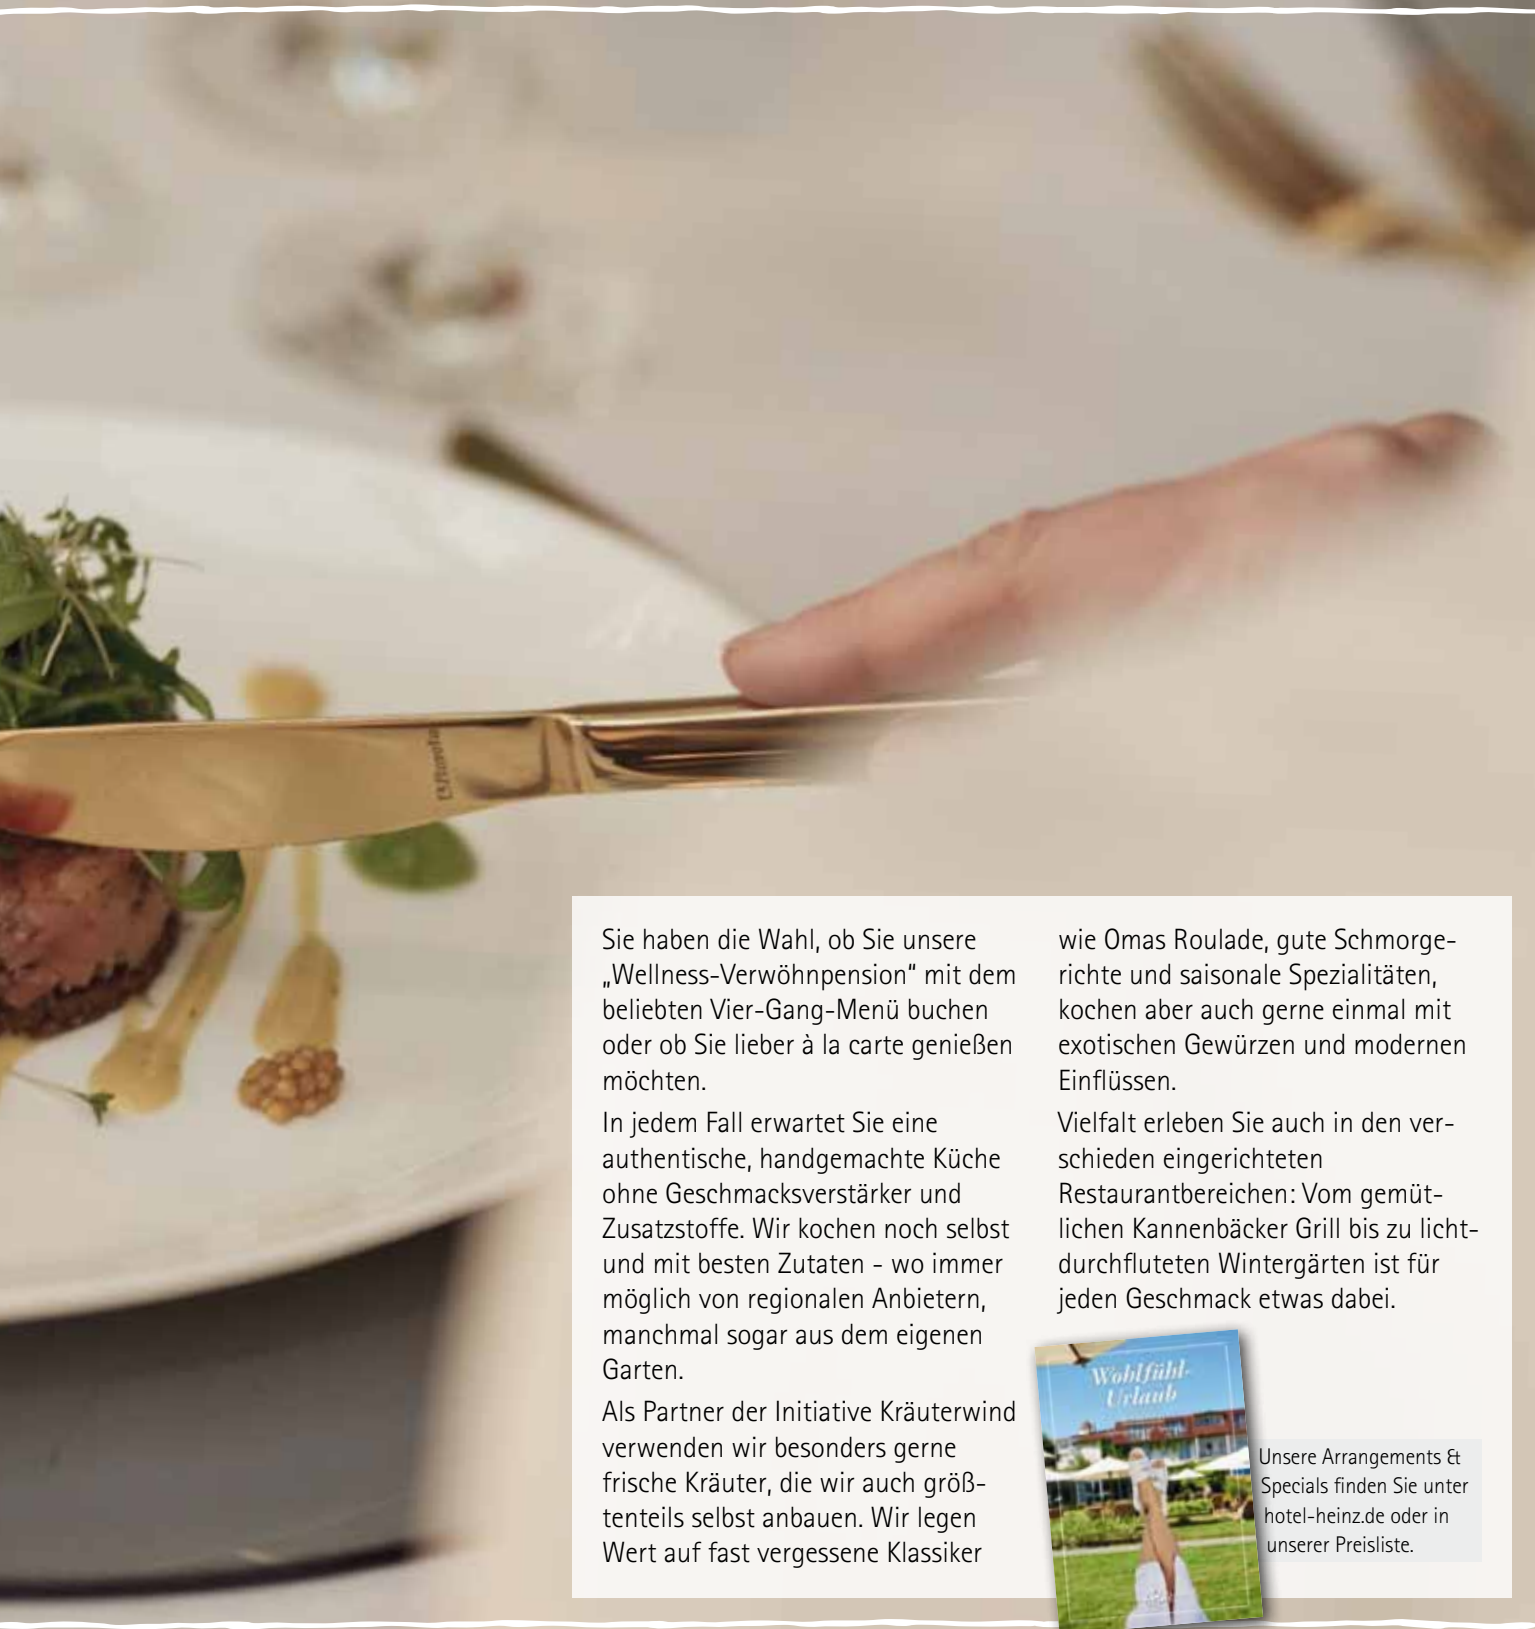 Sie haben die Wahl, ob Sie unsere
„Wellness-Verwöhnpension“ mit dem
beliebten Vier-Gang-Menü buchen
oder ob Sie lieber à la carte genießen
möchten.
In jedem Fall erwartet Sie eine
authentische, handgemachte Küche
ohne Geschmacksverstärker und
Zusatzstoffe. Wir kochen noch selbst
und mit besten Zutaten - wo immer
möglich von regionalen Anbietern,
manchmal sogar aus dem eigenen
Garten.
Als Partner der Initiative Kräuterwind
verwenden wir besonders gerne
frische Kräuter, die wir auch größ-
tenteils selbst anbauen. Wir legen
Wert auf fast vergessene Klassiker
wie Omas Roulade, gute Schmorge-
richte und saisonale Spezialitäten,
kochen aber auch gerne einmal mit
exotischen Gewürzen und modernen
Einflüssen.
Vielfalt erleben Sie auch in den ver-
schieden eingerichteten
Restaurantbereichen: Vom gemüt-
lichen Kannenbäcker Grill bis zu licht-
durchfluteten Wintergärten ist für
jeden Geschmack etwas dabei.
Wohlfühl-
Urlaub
Unsere Arrangements &
Specials finden Sie unter
hotel-heinz.de oder in
unserer Preisliste.